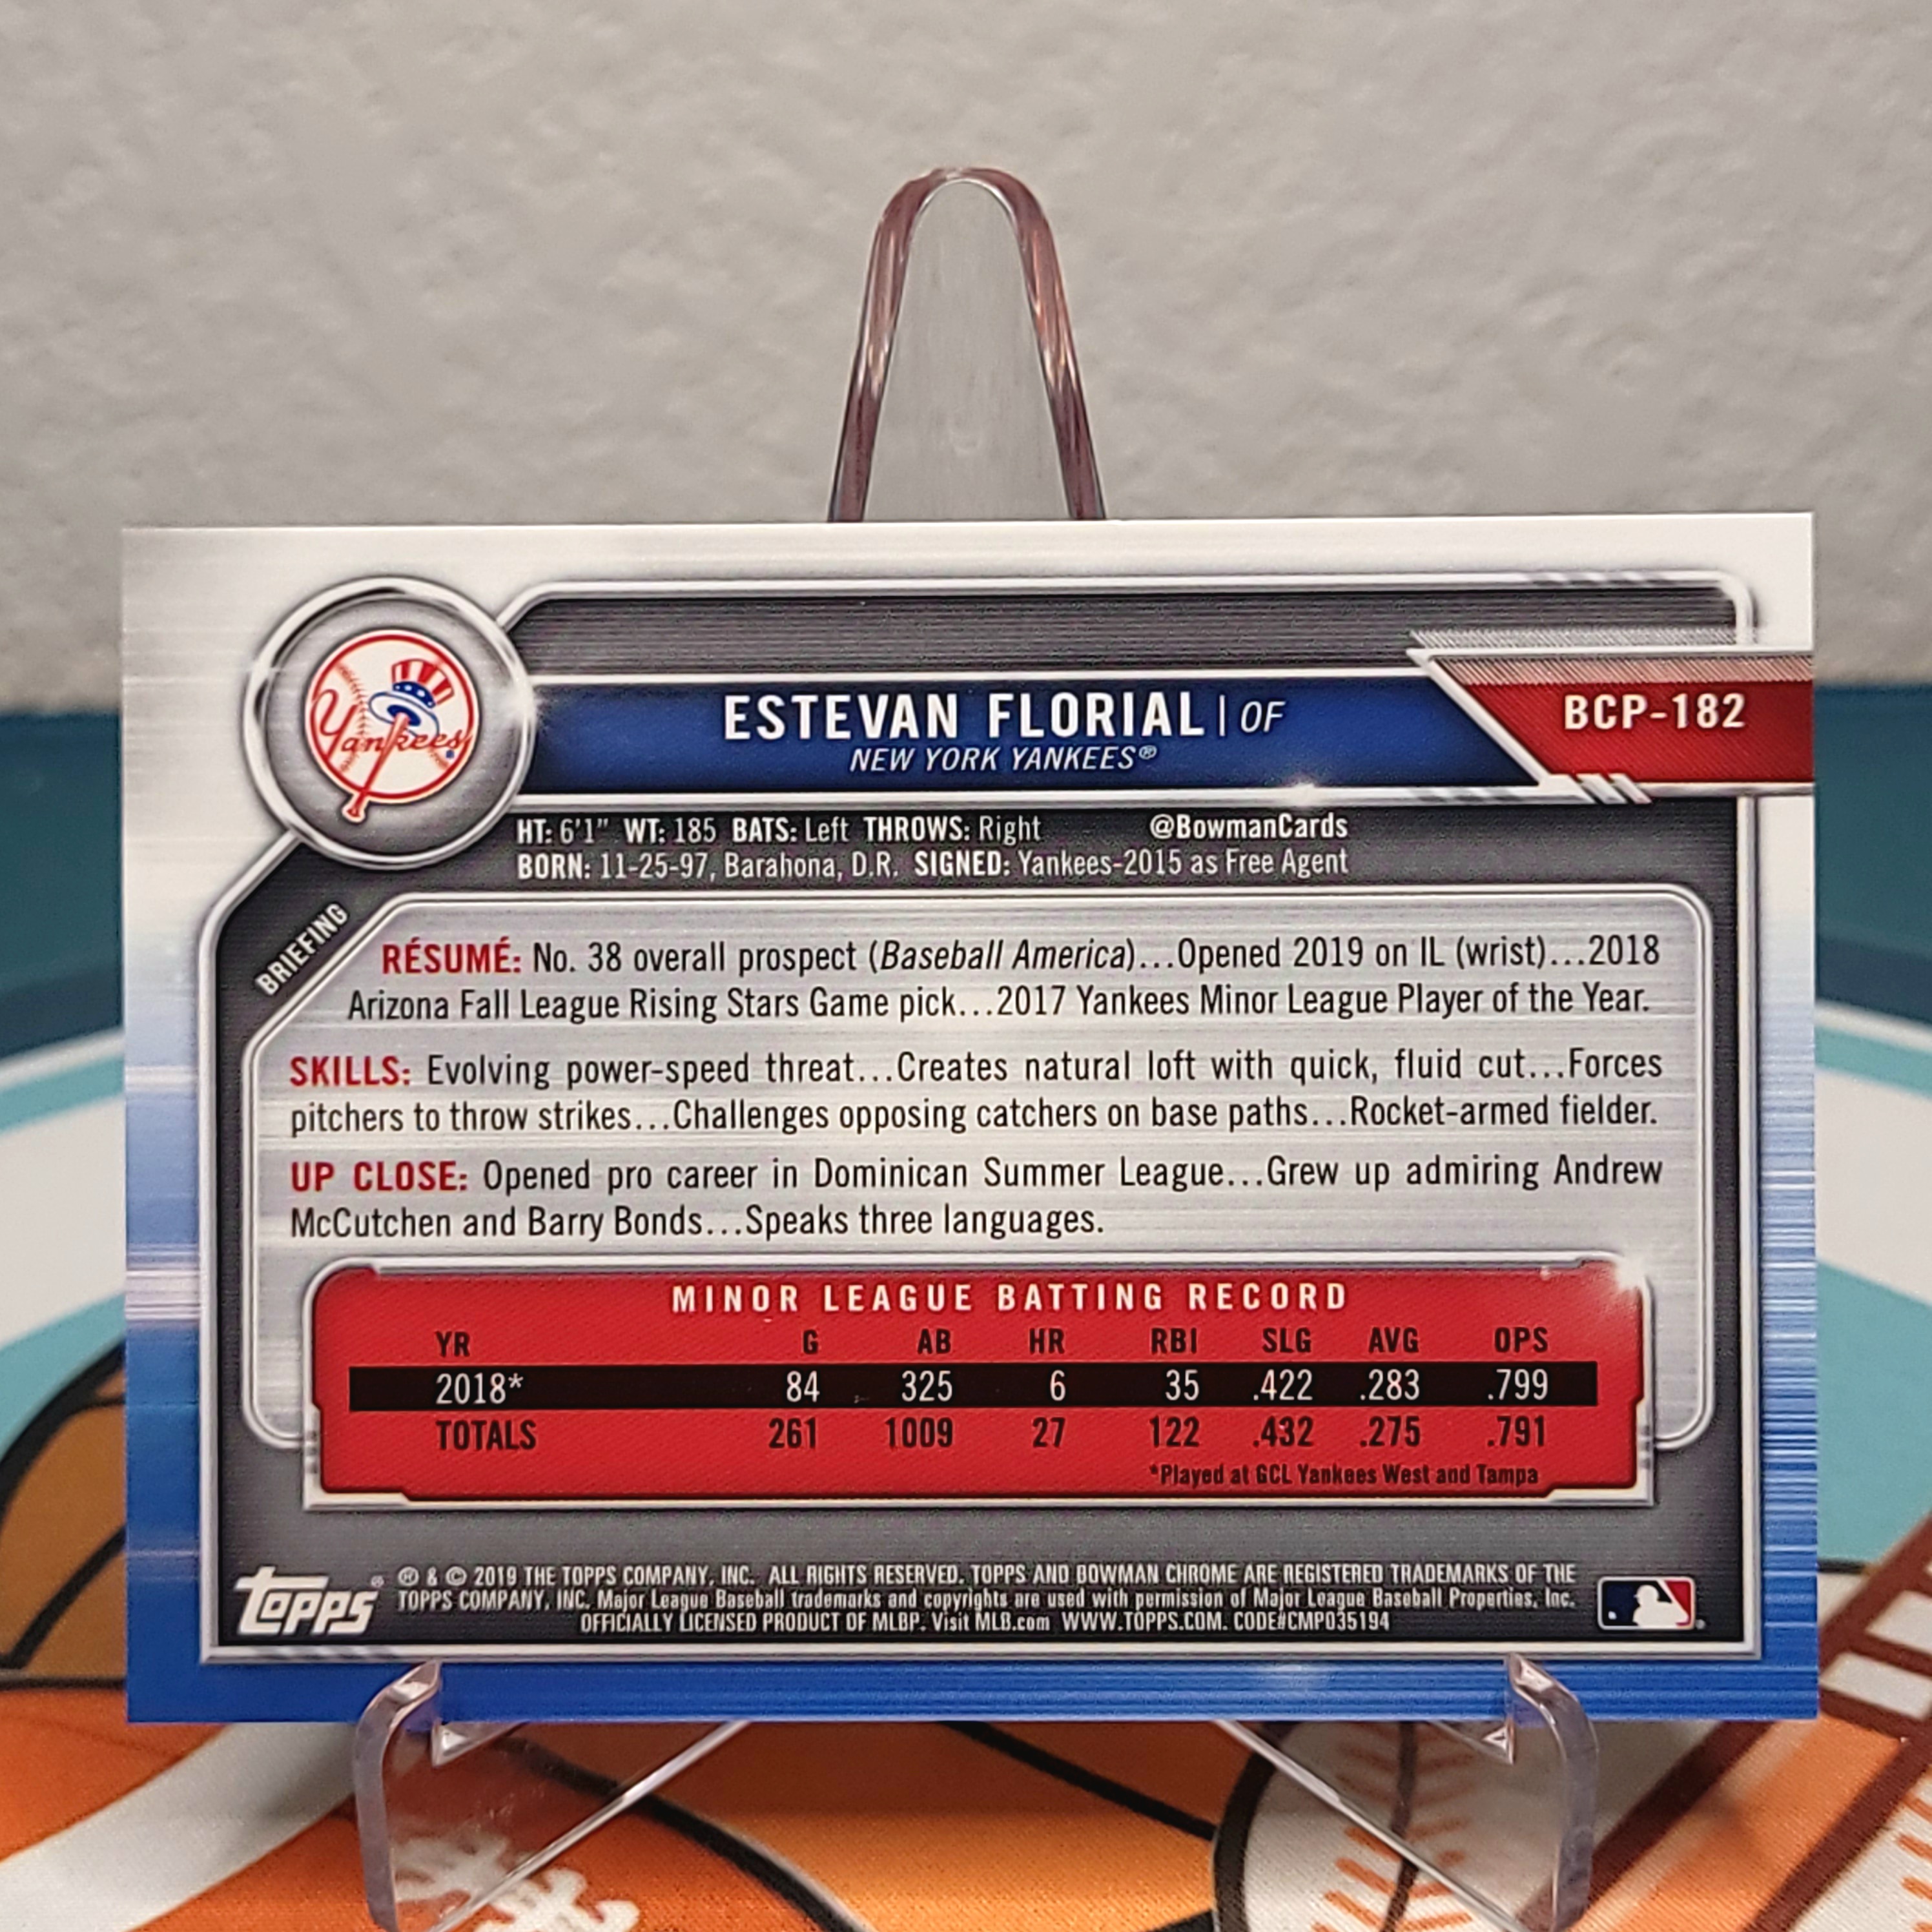 Yankees
ESTEVAN FLORIAL | OF
NEW YORK YANKEES®
BCP-182
HT: 6'1" WT: 185 BATS: Left THROWS: Right @BowmanCards
BORN: 11-25-97, Barahona, D.R. SIGNED: Yankees-2015 as Free Agent
BRIEFING
RÉSUMÉ: No. 38 overall prospect (Baseball America)...Opened 2019 on IL (wrist)...2018
Arizona Fall League Rising Stars Game pick...2017 Yankees Minor League Player of the Year.
SKILLS: Evolving power-speed threat...Creates natural loft with quick, fluid cut...Forces
pitchers to throw strikes...Challenges opposing catchers on base paths...Rocket-armed fielder.
UP CLOSE: Opened pro career in Dominican Summer League...Grew up admiring Andrew
McCutchen and Barry Bonds...Speaks three languages.
MINOR LEAGUE BATTING RECORD
YR G AB HR RBI SLG AVG OPS
2018* 84 325 6 35 .422 .283 .799
TOTALS 261 1009 27 122 .432 .275 .791
*Played at GCL Yankees West and Tampa
Topps ® & © 2019 THE TOPPS COMPANY, INC. ALL RIGHTS RESERVED. TOPPS AND BOWMAN CHROME ARE REGISTERED TRADEMARKS OF THE
TOPPS COMPANY, INC. Major League Baseball trademarks and copyrights are used with permission of Major League Baseball Properties, Inc.
OFFICIALLY LICENSED PRODUCT OF MLBP. Visit MLB.com WWW.TOPPS.COM. CODE#CMP035194